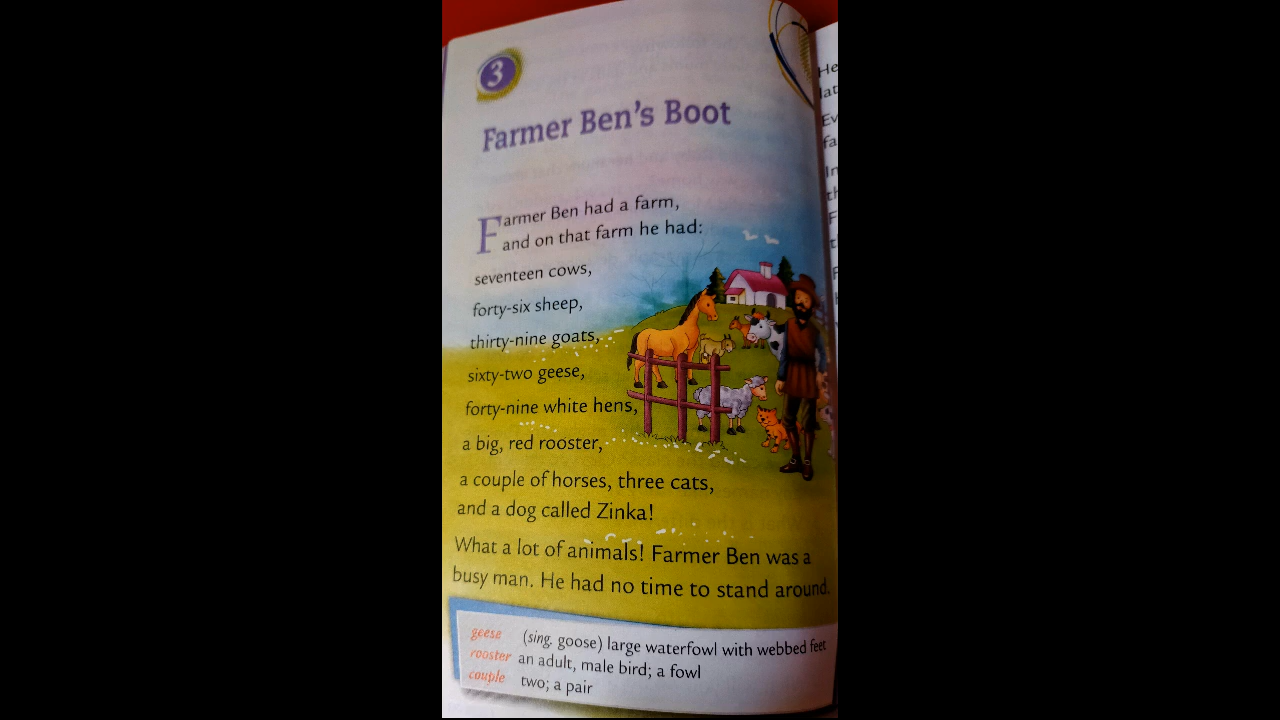 3
Farmer Ben's Boot
Farmer Ben had a farm,
and on that farm he had:
seventeen cows,
forty-six sheep,
thirty-nine goats,
sixty-two geese,
forty-nine white hens,
a big, red rooster,
a couple of horses, three cats,
and a dog called Zinka!
What a lot of animals! Farmer Ben was a
busy man. He had no time to stand around.
geese (sing. goose) large waterfowl with webbed feet
rooster an adult, male bird; a fowl
couple two; a pair
He